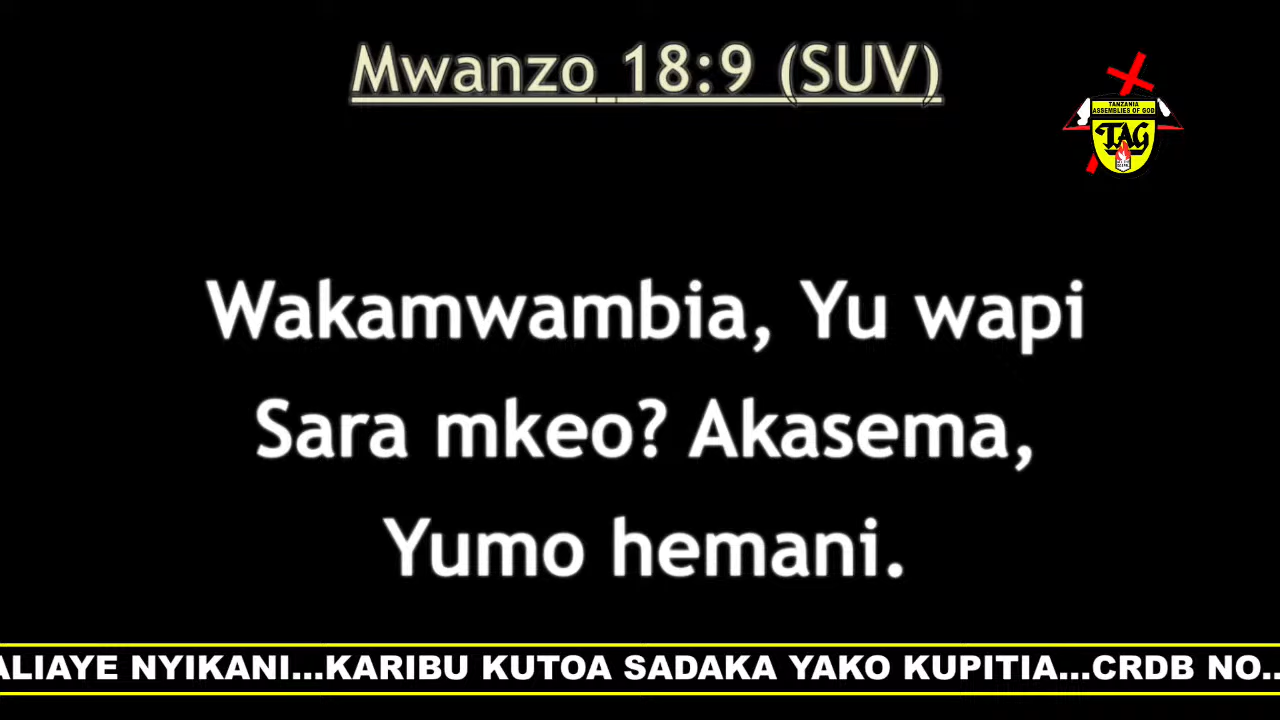 Mwanzo 18:9 (SUV)
TANZANIA
ASSEMBLIES OF GOD
TAG
Wakamwambia, Yu wapi
Sara mkeo? Akasema,
Yumo hemani.
ALIAYE NYIKANI...KARIBU KUTOA SADAKA YAKO KUPITIA...CRDB NO..